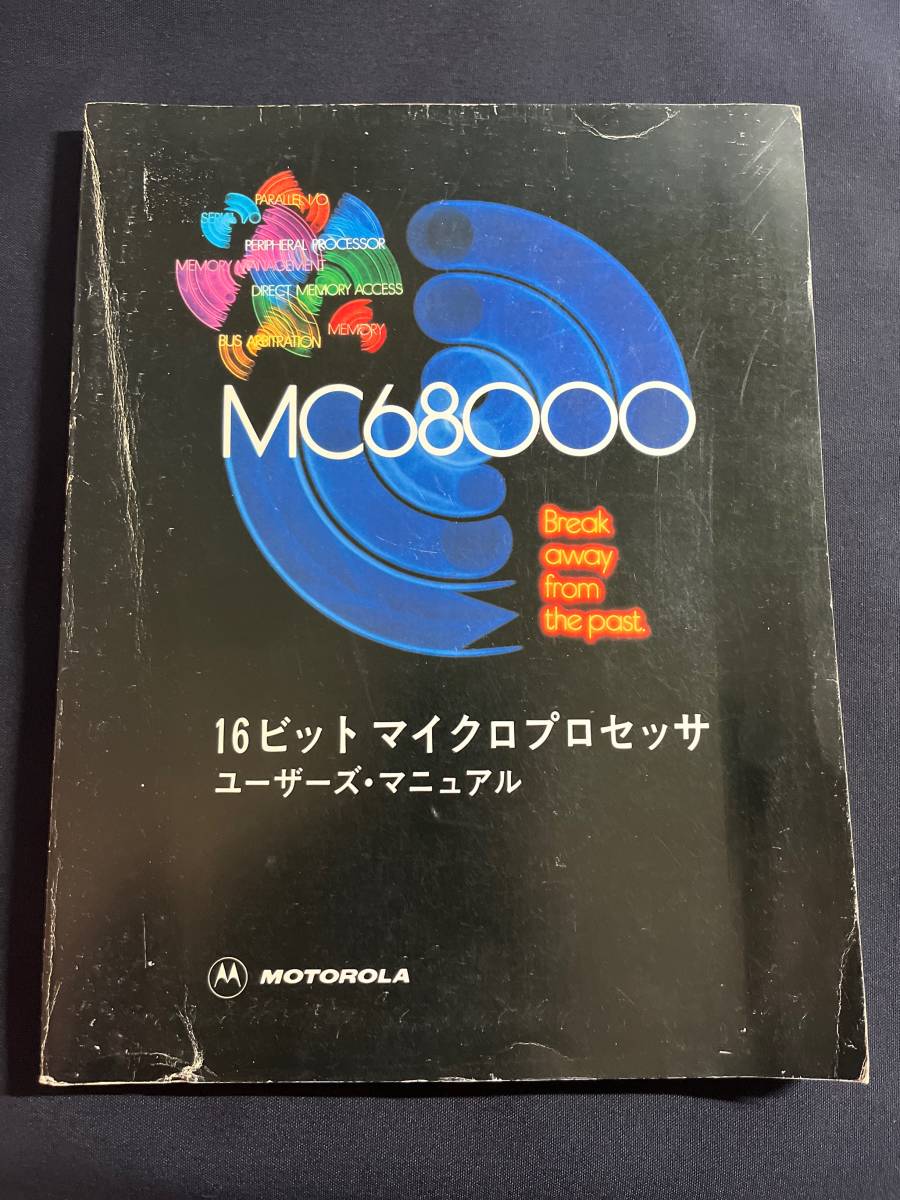 PARALLEL I/O
SERIAL I/O
PERIPHERAL PROCESSOR
MEMORY MANAGEMENT
DIRECT MEMORY ACCESS
MEMORY
BUS ARBITRATION
MC68000
Break
away
from
the past.
16ビット マイクロプロセッサ
ユーザーズ・マニュアル
MOTOROLA